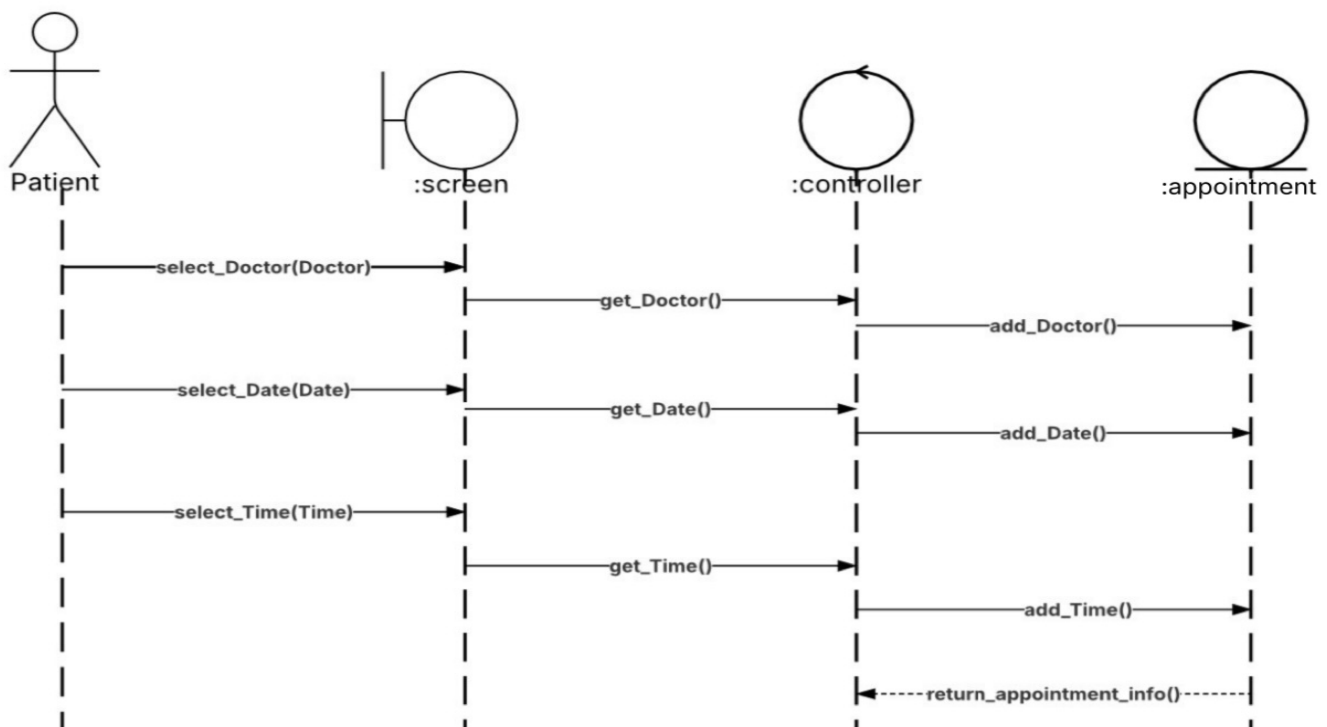 Patient
:screen
:controller
:appointment
select_Doctor(Doctor)
get_Doctor()
add_Doctor()
select_Date(Date)
get_Date()
add_Date()
select_Time(Time)
get_Time()
add_Time()
return_appointment_info()